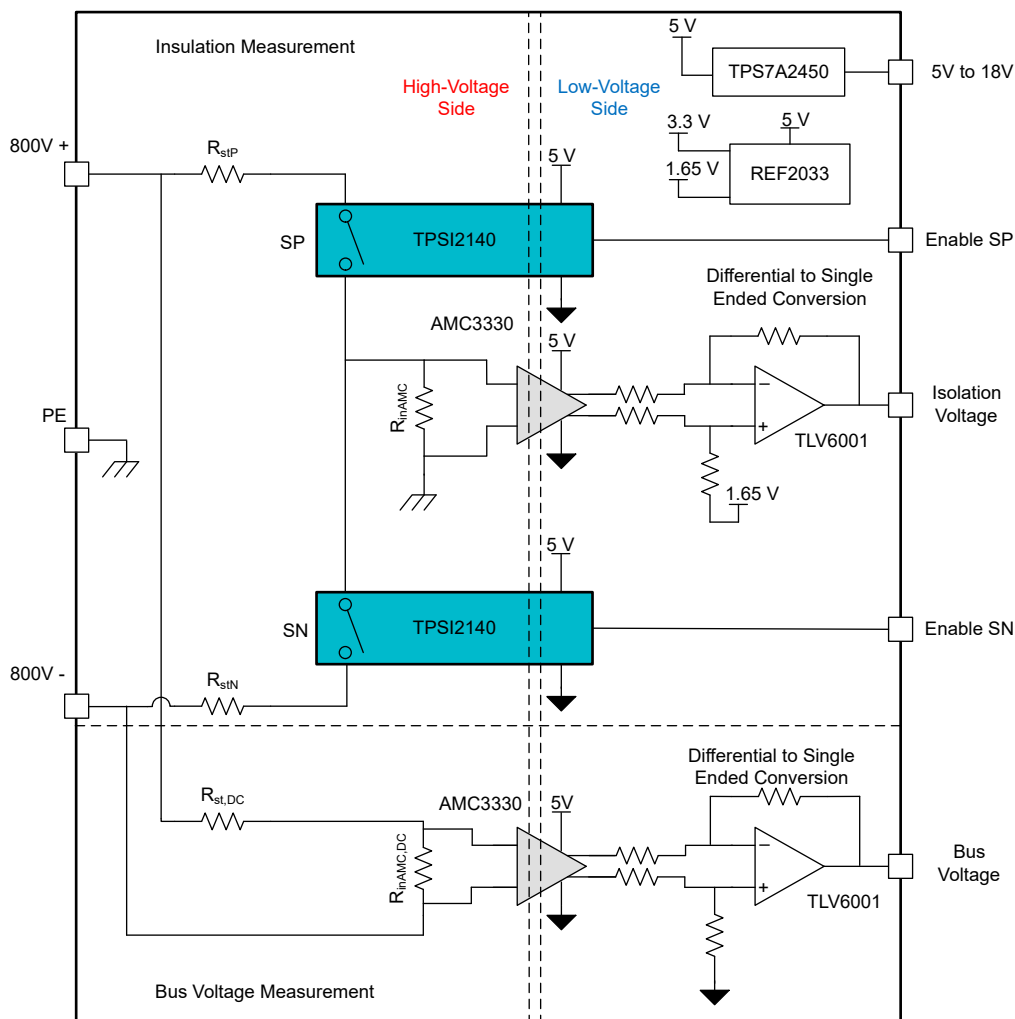 Insulation Measurement
High-Voltage
Side
Low-Voltage
Side
5 V
TPS7A2450
5V to 18V
3.3 V
5 V
1.65 V
REF2033
800V +
RstP
5 V
SP
TPSI2140
Enable SP
Differential to Single
Ended Conversion
AMC3330
5 V
RinAMC
PE
Isolation
Voltage
TLV6001
1.65 V
5 V
SN
TPSI2140
Enable SN
800V -
RstN
Differential to Single
Ended Conversion
Rst,DC
AMC3330
5V
RinAMC,DC
Bus
Voltage
TLV6001
Bus Voltage Measurement